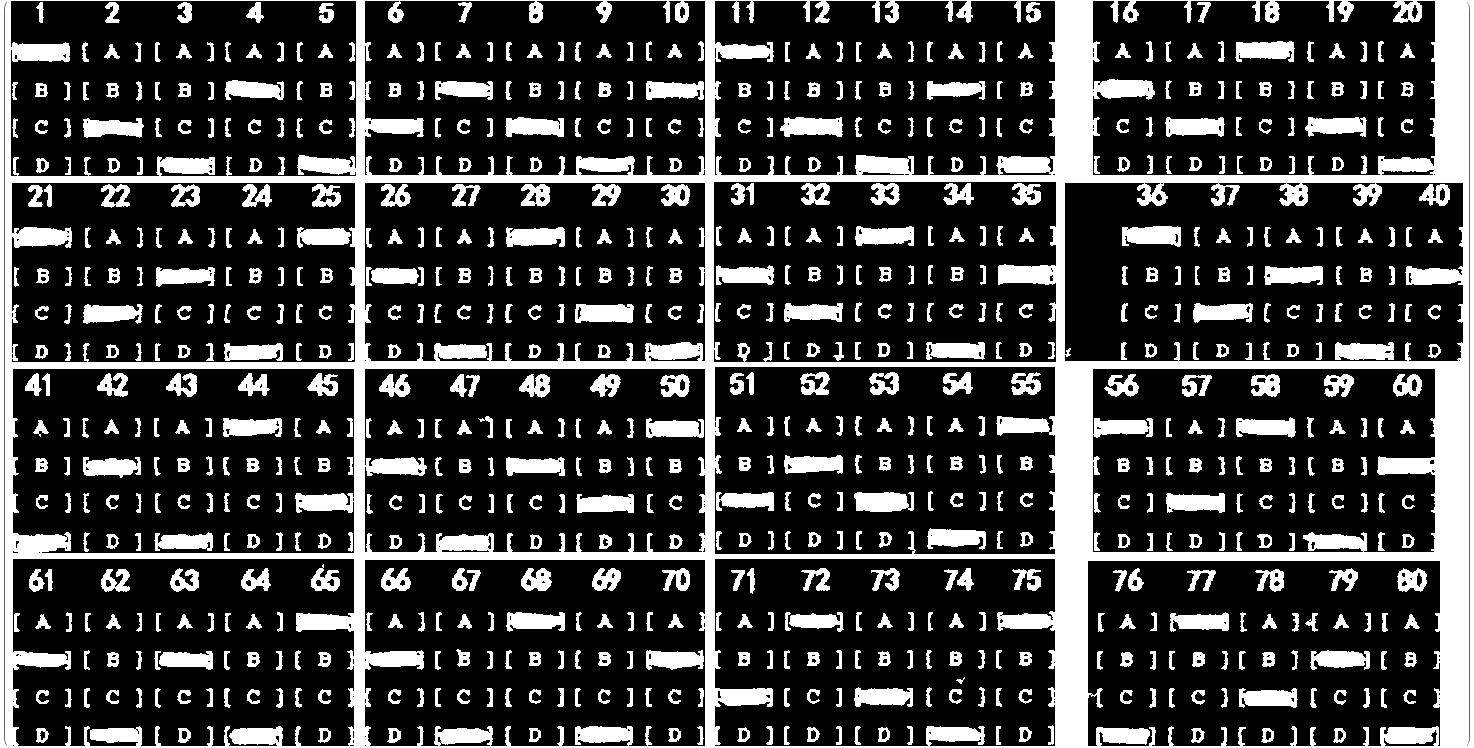 1 2 3 4 5 6 7 8 9 10 11 12 13 14 15 16 17 18 19 20
[A] [A] [A] [A] [A] [A] [A] [A] [A] [A] [A] [A] [A] [A] [A] [A] [A]
[B] [B] [B] [B] [B] [B] [B] [B] [B] [B] [B] [B] [B] [B] [B]
[C] [C] [C] [C] [C] [C] [C] [C] [C] [C] [C] [C] [C] [C]
[D] [D] [D] [D] [D] [D] [D] [D] [D] [D] [D] [D] [D] [D]
21 22 23 24 25 26 27 28 29 30 31 32 33 34 35 36 37 38 39 40
[A] [A] [A] [A] [A] [A] [A] [A] [A] [A] [A] [A] [A] [A] [A]
[B] [B] [B] [B] [B] [B] [B] [B] [B] [B] [B] [B] [B] [B]
[C] [C] [C] [C] [C] [C] [C] [C] [C] [C] [C] [C] [C] [C] [C] [C]
[D] [D] [D] [D] [D] [D] [D] [D] [D] [D] [D] [D] [D] [D] [D]
41 42 43 44 45 46 47 48 49 50 51 52 53 54 55 56 57 58 59 60
[A] [A] [A] [A] [A] [A] [A] [A] [A] [A] [A] [A] [A] [A] [A]
[B] [B] [B] [B] [B] [B] [B] [B] [B] [B] [B] [B] [B] [B] [B]
[C] [C] [C] [C] [C] [C] [C] [C] [C] [C] [C] [C] [C] [C] [C]
[D] [D] [D] [D] [D] [D] [D] [D] [D] [D] [D] [D] [D] [D] [D]
61 62 63 64 65 66 67 68 69 70 71 72 73 74 75 76 77 78 79 80
[A] [A] [A] [A] [A] [A] [A] [A] [A] [A] [A] [A] [A] [A] [A]
[B] [B] [B] [B] [B] [B] [B] [B] [B] [B] [B] [B] [B] [B] [B]
[C] [C] [C] [C] [C] [C] [C] [C] [C] [C] [C] [C] [C] [C] [C] [C] [C]
[D] [D] [D] [D] [D] [D] [D] [D] [D] [D] [D] [D] [D]